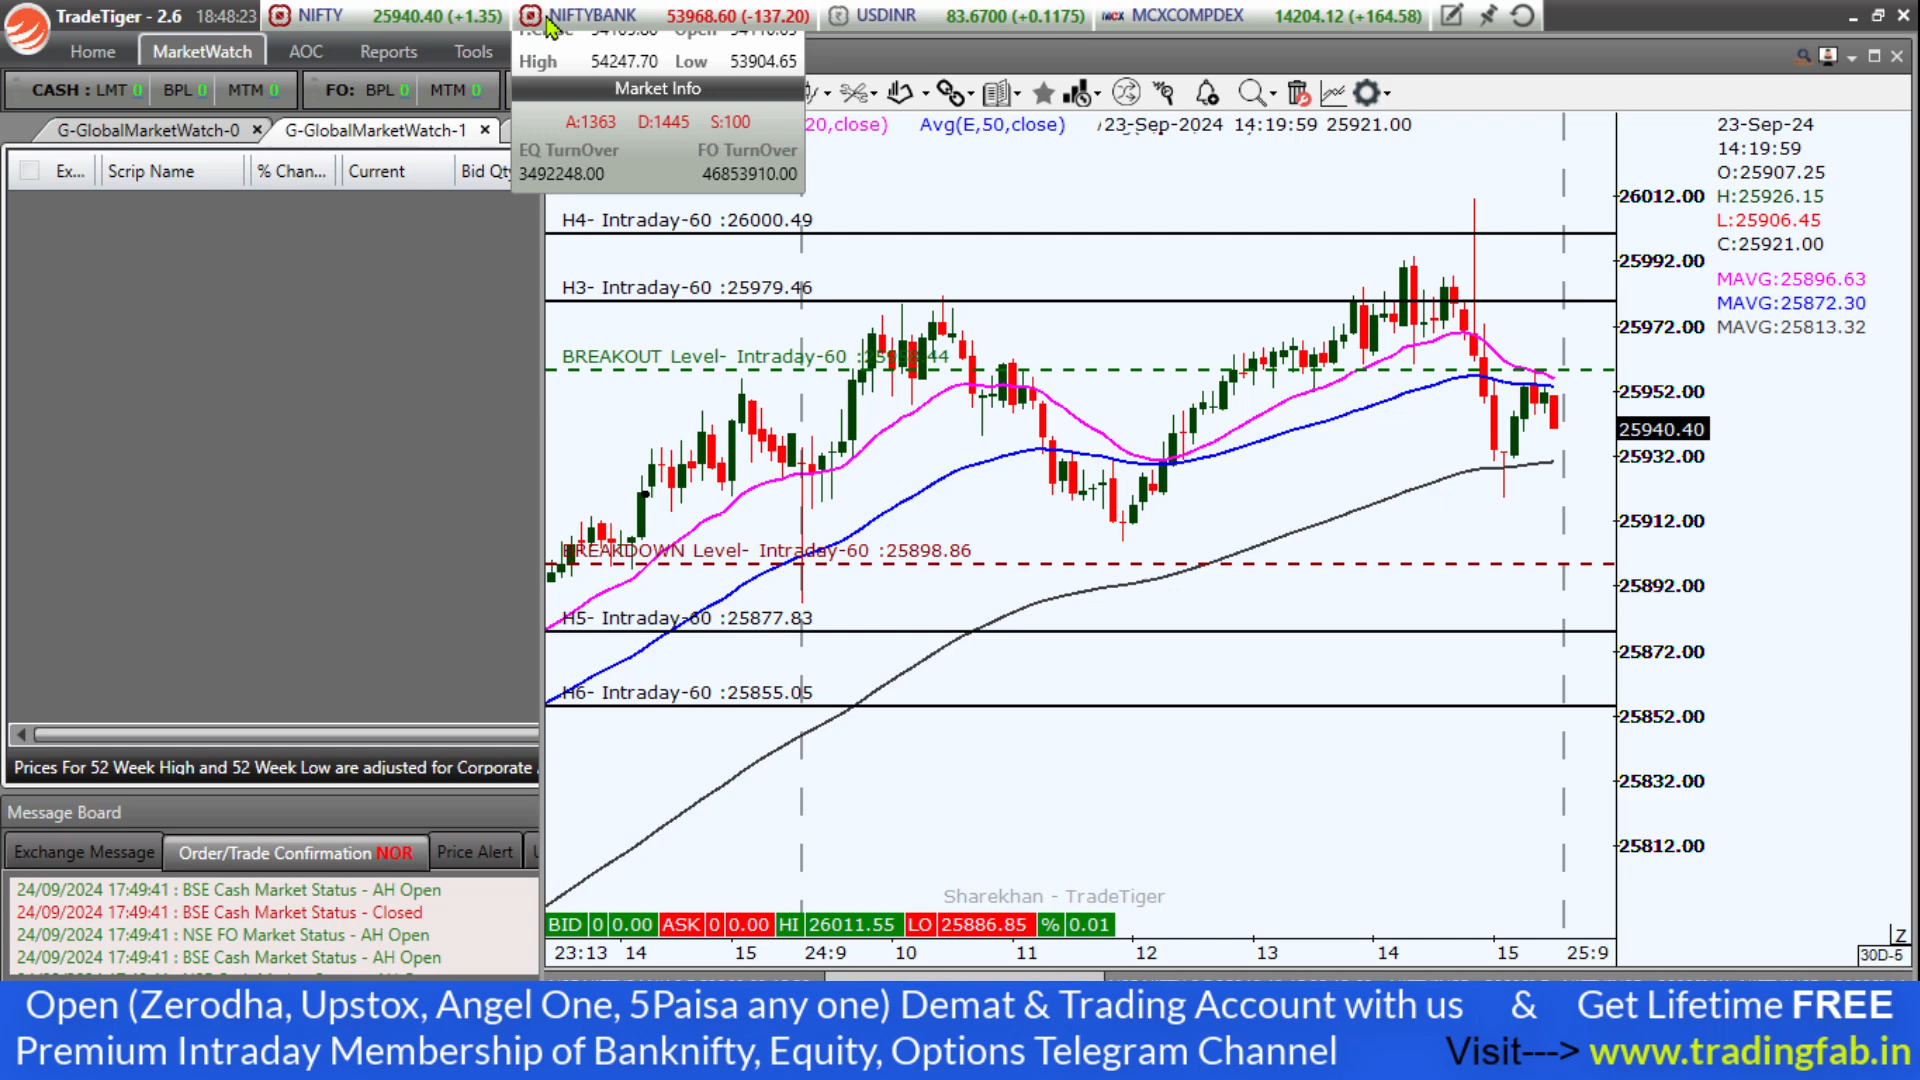 TradeTiger - 2.6 18:48:23 NIFTY 25940.40 (+1.35) NIFTYBANK 53968.60 (-137.20) USDINR 83.6700 (+0.1175) MCX MCXCOMPDEX 14204.12 (+164.58)
Home MarketWatch AOC Reports Tools
High 54247.70 Low 53904.65
CASH : LMT 0 BPL 0 MTM 0 FO: BPL 0 MTM 0
Market Info
A:1363 D:1445 S:100
EQ TurnOver FO TurnOver
3492248.00 46853910.00
G-GlobalMarketWatch-0 G-GlobalMarketWatch-1
20,close) Avg(E,50,close) 23-Sep-2024 14:19:59 25921.00
Ex... Scrip Name % Chan... Current Bid Qty
23-Sep-24
14:19:59
O:25907.25
H:25926.15
L:25906.45
C:25921.00
MAVG:25896.63
MAVG:25872.30
MAVG:25813.32
H4- Intraday-60 :26000.49
H3- Intraday-60 :25979.46
BREAKOUT Level- Intraday-60 :25958.44
BREAKDOWN Level- Intraday-60 :25898.86
H5- Intraday-60 :25877.83
H6- Intraday-60 :25855.05
26012.00
25992.00
25972.00
25952.00
25940.40
25932.00
25912.00
25892.00
25872.00
25852.00
25832.00
25812.00
Sharekhan - TradeTiger
BID 0 0.00 ASK 0 0.00 HI 26011.55 LO 25886.85 % 0.01
23:13 14 15 24:9 10 11 12 13 14 15 25:9
Z
30D-5
Prices For 52 Week High and 52 Week Low are adjusted for Corporate
Message Board
Exchange Message Order/Trade Confirmation NOR Price Alert
24/09/2024 17:49:41 : BSE Cash Market Status - AH Open
24/09/2024 17:49:41 : BSE Cash Market Status - Closed
24/09/2024 17:49:41 : NSE FO Market Status - AH Open
24/09/2024 17:49:41 : BSE Cash Market Status - AH Open
Open (Zerodha, Upstox, Angel One, 5Paisa any one) Demat & Trading Account with us & Get Lifetime FREE
Premium Intraday Membership of Banknifty, Equity, Options Telegram Channel Visit---> www.tradingfab.in